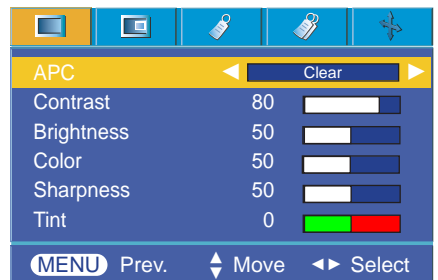 APC Clear
Contrast 80
Brightness 50
Color 50
Sharpness 50
Tint 0
MENU Prev. Move Select